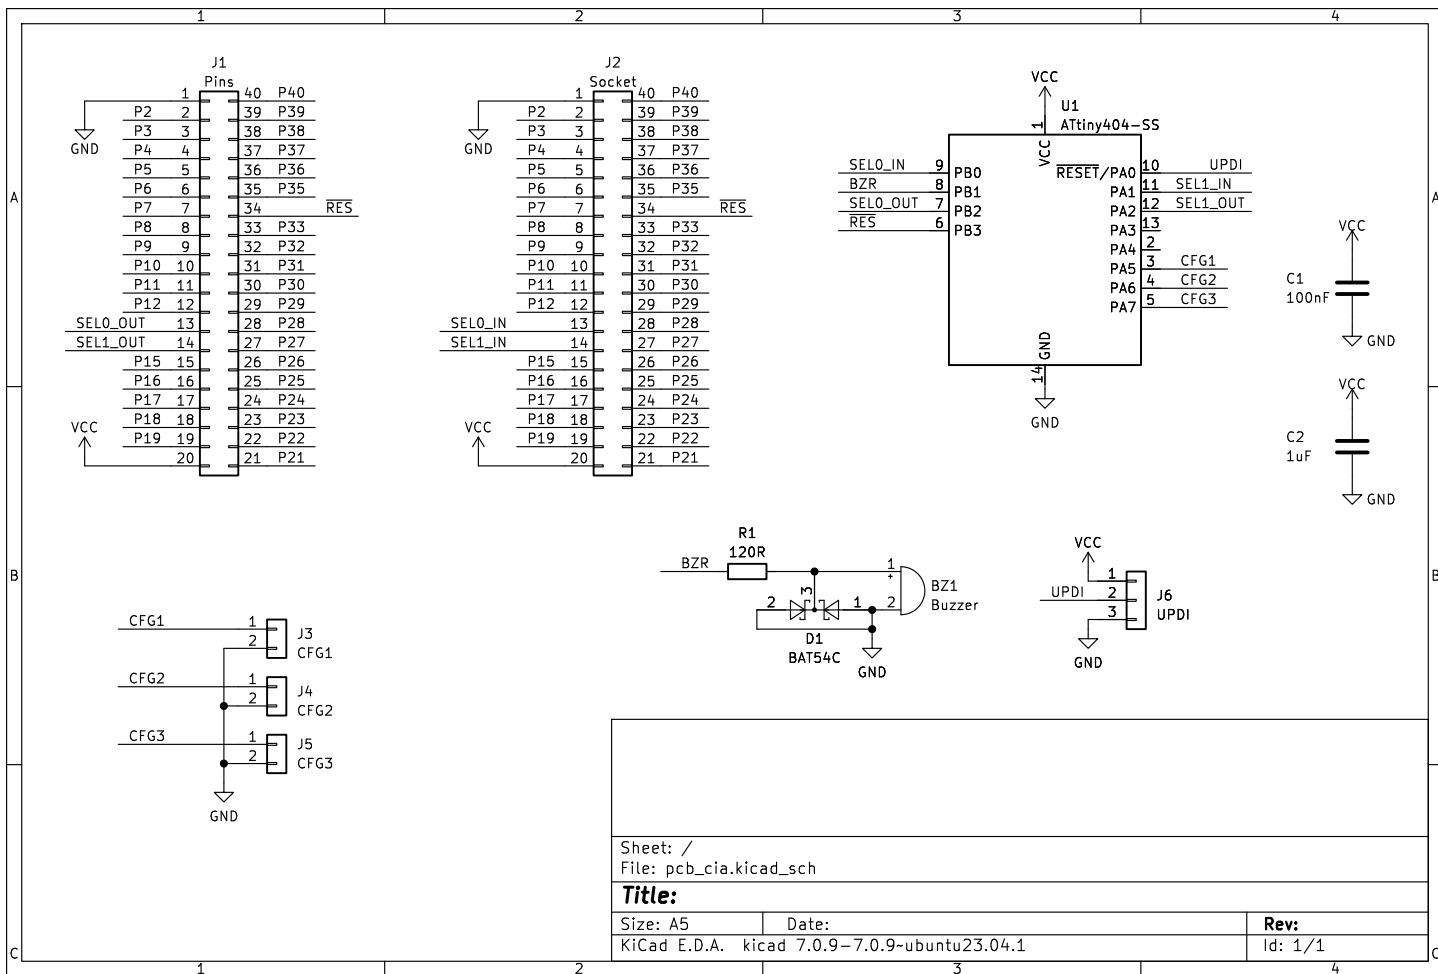 1 2 3 4
J1
Pins
1 40 P40
P2 2 39 P39
P3 3 38 P38
GND P4 4 37 P37
P5 5 36 P36
P6 6 35 P35
P7 7 34 RES
P8 8 33 P33
P9 9 32 P32
P10 10 31 P31
P11 11 30 P30
P12 12 29 P29
SEL0_OUT 13 28 P28
SEL1_OUT 14 27 P27
P15 15 26 P26
P16 16 25 P25
P17 17 24 P24
VCC P18 18 23 P23
P19 19 22 P22
20 21 P21
J2
Socket
1 40 P40
P2 2 39 P39
P3 3 38 P38
GND P4 4 37 P37
P5 5 36 P36
P6 6 35 P35
P7 7 34 RES
P8 8 33 P33
P9 9 32 P32
P10 10 31 P31
P11 11 30 P30
P12 12 29 P29
SEL0_IN 13 28 P28
SEL1_IN 14 27 P27
P15 15 26 P26
P16 16 25 P25
P17 17 24 P24
VCC P18 18 23 P23
P19 19 22 P22
20 21 P21
VCC
U1
1 ATtiny404-SS
VCC
SEL0_IN 9 PB0 RESET/PA0 10 UPDI
BZR 8 PB1 PA1 11 SEL1_IN
SEL0_OUT 7 PB2 PA2 12 SEL1_OUT
RES 6 PB3 PA3 13
PA4 2
PA5 3 CFG1
PA6 4 CFG2
PA7 5 CFG3
GND
14
GND
VCC
C1
100nF
GND
VCC
C2
1uF
GND
A A
B B
C C
R1
120R
BZR 1
+
BZ1
Buzzer
2 3 1 2
D1
BAT54C
GND
VCC
1
UPDI 2 J6
3 UPDI
GND
CFG1 1 J3
2 CFG1
CFG2 1 J4
2 CFG2
CFG3 1 J5
2 CFG3
GND
Sheet: /
File: pcb_cia.kicad_sch
Title:
Size: A5 Date: Rev:
KiCad E.D.A. kicad 7.0.9-7.0.9~ubuntu23.04.1 Id: 1/1
1 2 3 4